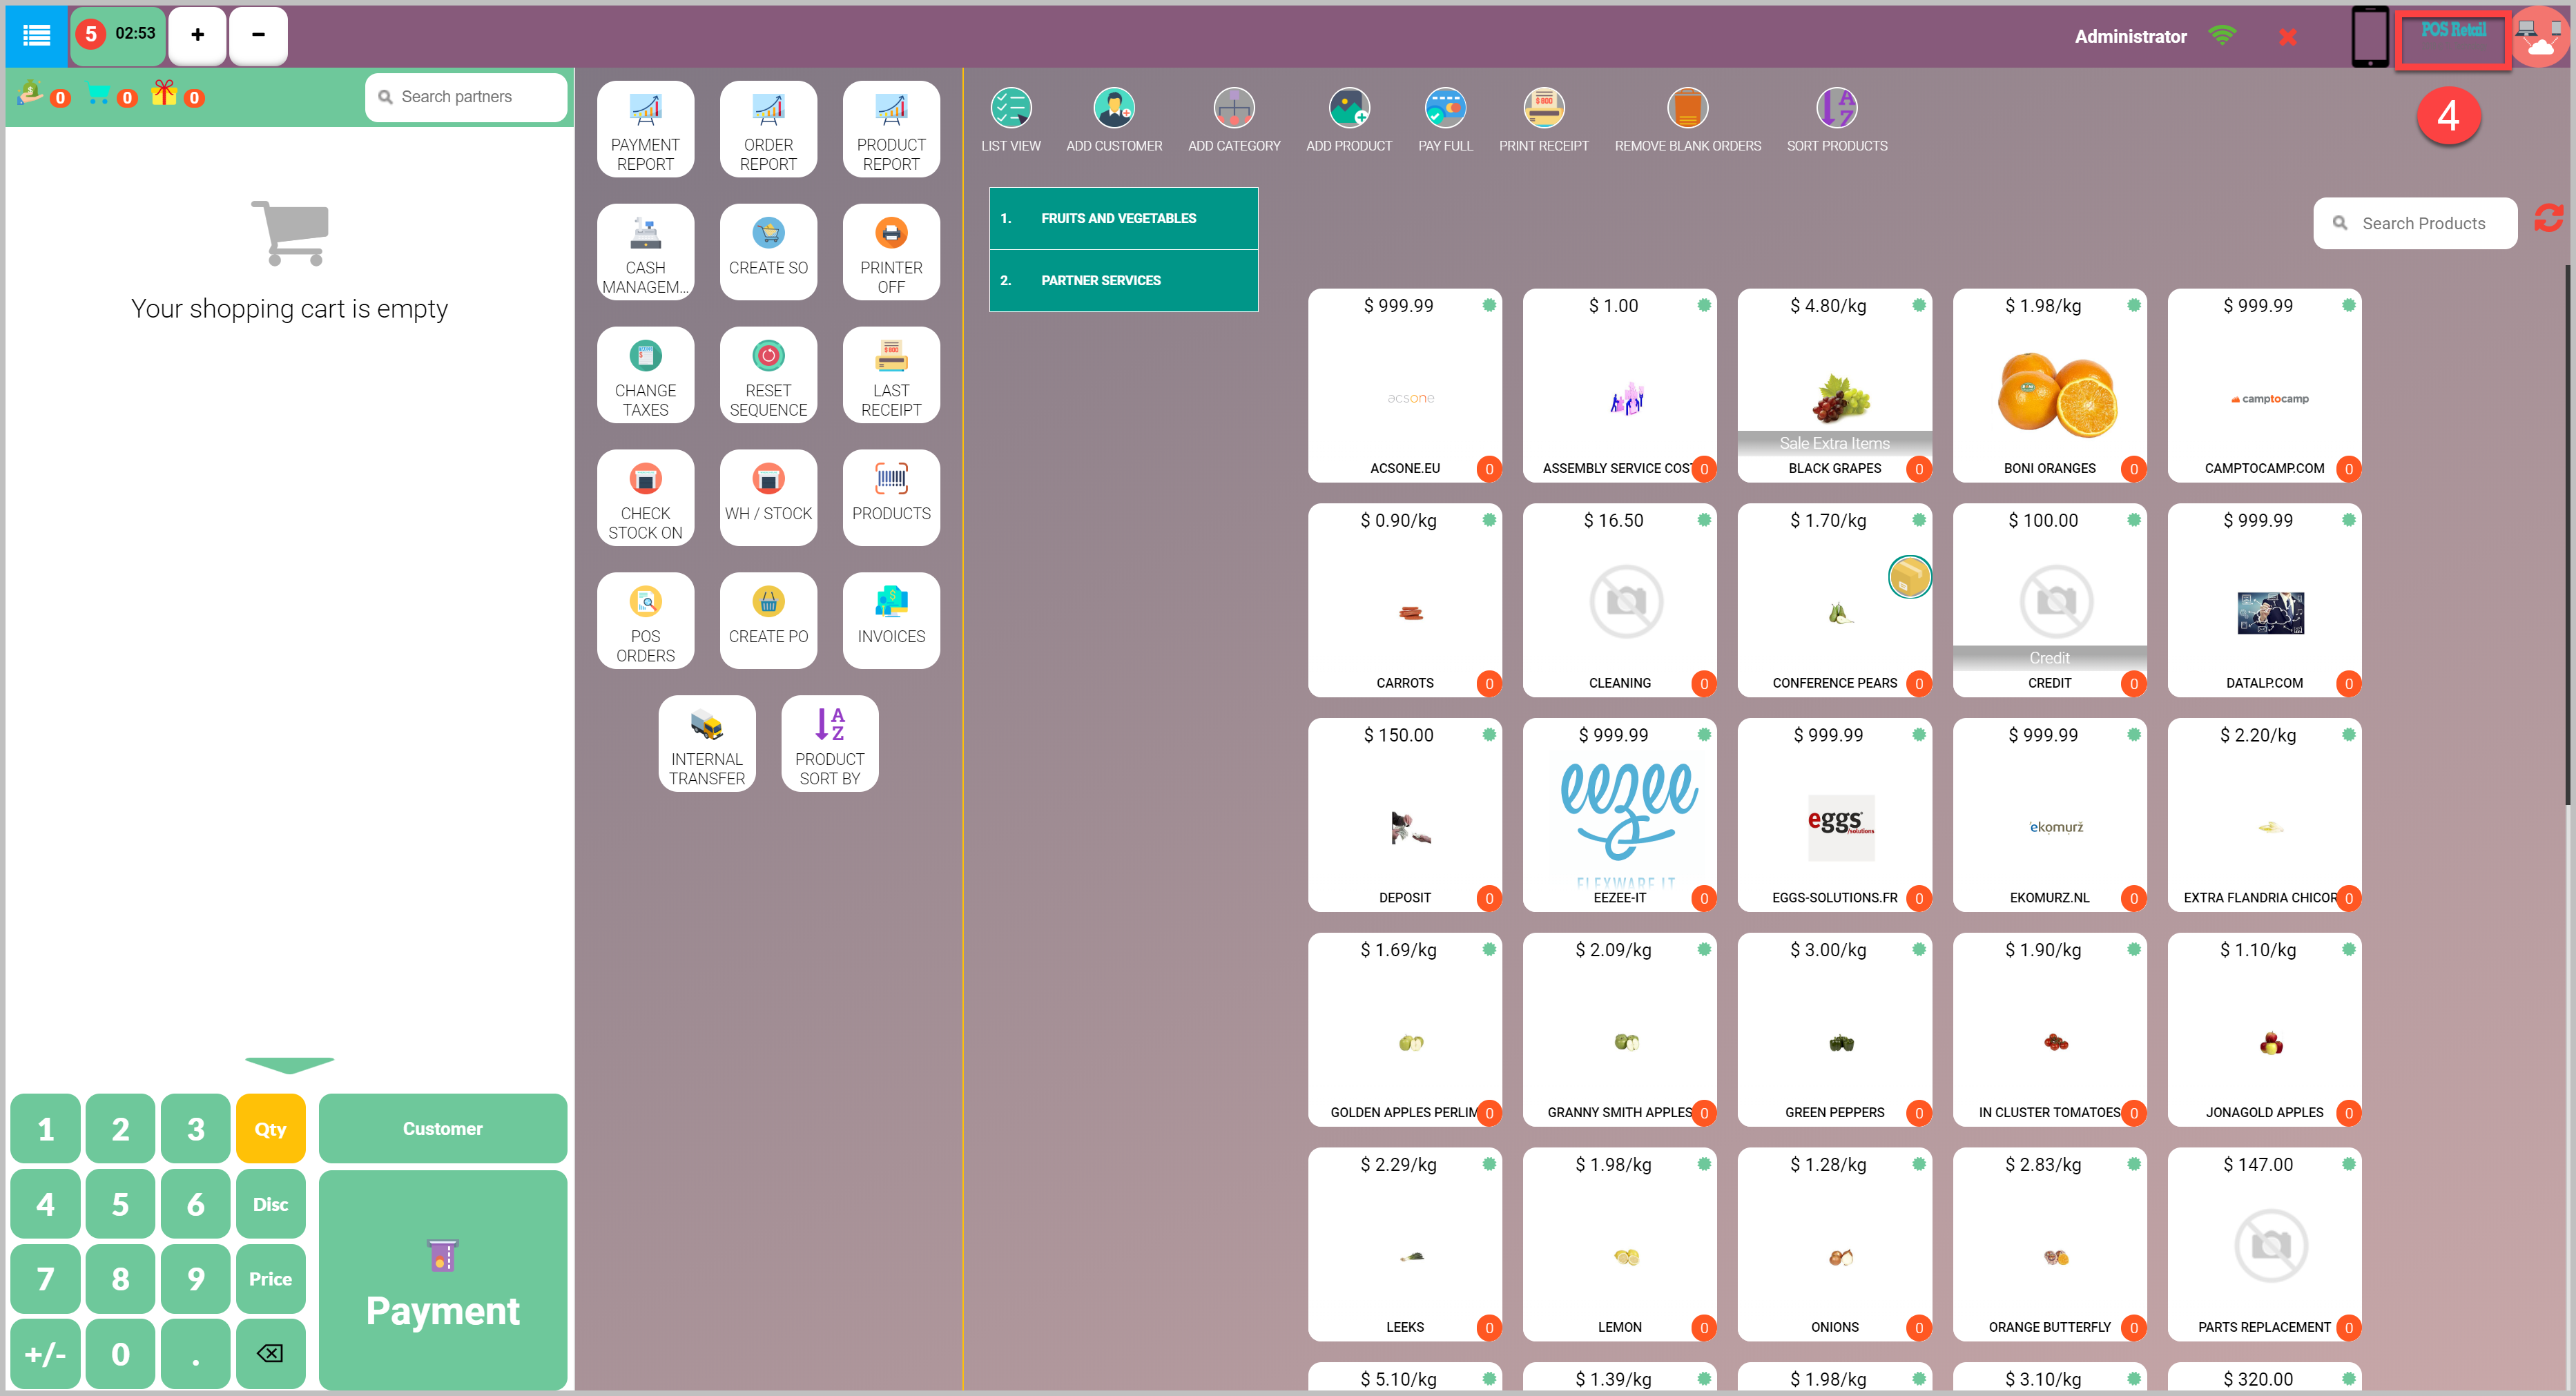 5 02:53 + −
Administrator
POS Retail
4
0 0 0
Search partners
Your shopping cart is empty
1 2 3 Qty
Customer
4 5 6 Disc
7 8 9 Price
Payment
+/- 0 .
PAYMENT
REPORT
ORDER
REPORT
PRODUCT
REPORT
CASH
MANAGEM...
CREATE SO
PRINTER
OFF
CHANGE
TAXES
RESET
SEQUENCE
LAST
RECEIPT
CHECK
STOCK ON
WH / STOCK
PRODUCTS
POS
ORDERS
CREATE PO
INVOICES
INTERNAL
TRANSFER
A
Z
PRODUCT
SORT BY
LIST VIEW
ADD CUSTOMER
ADD CATEGORY
ADD PRODUCT
PAY FULL
PRINT RECEIPT
REMOVE BLANK ORDERS
SORT PRODUCTS
1. FRUITS AND VEGETABLES
2. PARTNER SERVICES
Search Products
$ 999.99
acsone
ACSONE.EU 0
$ 1.00
ASSEMBLY SERVICE COST 0
$ 4.80/kg
Sale Extra Items
BLACK GRAPES 0
$ 1.98/kg
BONI ORANGES 0
$ 999.99
camptocamp
CAMPTOCAMP.COM 0
$ 0.90/kg
CARROTS 0
$ 16.50
CLEANING 0
$ 1.70/kg
CONFERENCE PEARS 0
$ 100.00
Credit
CREDIT 0
$ 999.99
DATALP.COM 0
$ 150.00
DEPOSIT 0
$ 999.99
eezee
FLEXWARE IT
EEZEE-IT 0
$ 999.99
eggs
solutions
EGGS-SOLUTIONS.FR 0
$ 999.99
ekomurz
EKOMURZ.NL 0
$ 2.20/kg
EXTRA FLANDRIA CHICOR 0
$ 1.69/kg
GOLDEN APPLES PERLIM 0
$ 2.09/kg
GRANNY SMITH APPLES 0
$ 3.00/kg
GREEN PEPPERS 0
$ 1.90/kg
IN CLUSTER TOMATOES 0
$ 1.10/kg
JONAGOLD APPLES 0
$ 2.29/kg
LEEKS 0
$ 1.98/kg
LEMON 0
$ 1.28/kg
ONIONS 0
$ 2.83/kg
ORANGE BUTTERFLY 0
$ 147.00
PARTS REPLACEMENT 0
$ 5.10/kg
$ 1.39/kg
$ 1.98/kg
$ 3.10/kg
$ 320.00